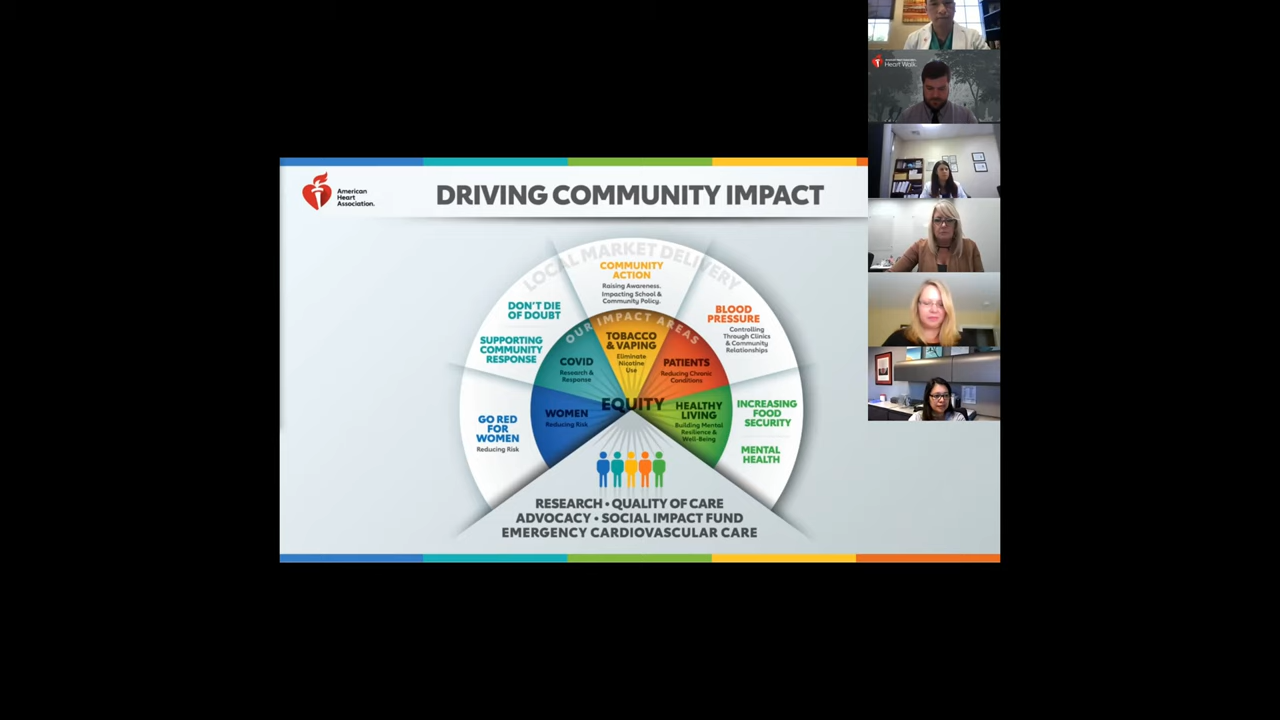 American
Heart
Association.
DRIVING COMMUNITY IMPACT
LOCAL MARKET DELIVERY
COMMUNITY
ACTION
Raising Awareness.
Impacting School &
Community Policy.
DON'T DIE
OF DOUBT
SUPPORTING
COMMUNITY
RESPONSE
BLOOD
PRESSURE
Controlling
Through Clinics
& Community
Relationships
OUR IMPACT AREAS
TOBACCO
& VAPING
Eliminate
Nicotine
Use
COVID
Research &
Response
PATIENTS
Reducing Chronic
Conditions
WOMEN
Reducing Risk
EQUITY
HEALTHY
LIVING
Building Mental
Resilience &
Well-Being
GO RED
FOR
WOMEN
Reducing Risk
INCREASING
FOOD
SECURITY
MENTAL
HEALTH
RESEARCH • QUALITY OF CARE
ADVOCACY • SOCIAL IMPACT FUND
EMERGENCY CARDIOVASCULAR CARE
Heart Walk.